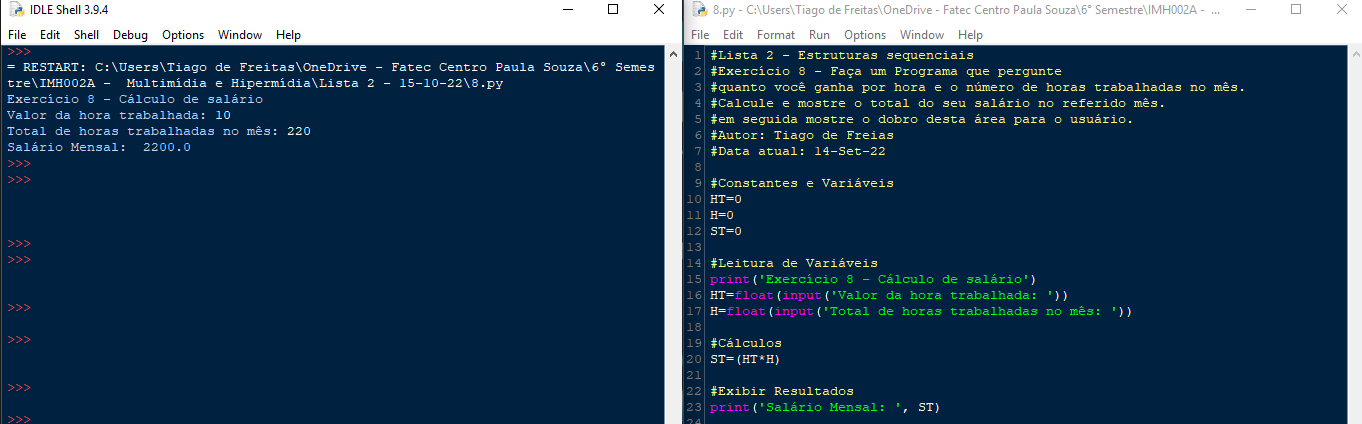 IDLE Shell 3.9.4
File Edit Shell Debug Options Window Help
>>>
= RESTART: C:\Users\Tiago de Freitas\OneDrive - Fatec Centro Paula Souza\6° Semes
tre\IMH002A -  Multimídia e Hipermídia\Lista 2 - 15-10-22\8.py
Exercício 8 - Cálculo de salário
Valor da hora trabalhada: 10
Total de horas trabalhadas no mês: 220
Salário Mensal:  2200.0
>>>
>>>
>>>
>>>
>>>
>>>
>>>
>>>
8.py - C:\Users\Tiago de Freitas\OneDrive - Fatec Centro Paula Souza\6° Semestre\IMH002A - ...
File Edit Format Run Options Window Help
1 #Lista 2 - Estruturas sequenciais
2 #Exercício 8 - Faça um Programa que pergunte
3 #quanto você ganha por hora e o número de horas trabalhadas no mês.
4 #Calcule e mostre o total do seu salário no referido mês.
5 #em seguida mostre o dobro desta área para o usuário.
6 #Autor: Tiago de Freias
7 #Data atual: 14-Set-22
8
9 #Constantes e Variáveis
10 HT=0
11 H=0
12 ST=0
13
14 #Leitura de Variáveis
15 print('Exercício 8 - Cálculo de salário')
16 HT=float(input('Valor da hora trabalhada: '))
17 H=float(input('Total de horas trabalhadas no mês: '))
18
19 #Cálculos
20 ST=(HT*H)
21
22 #Exibir Resultados
23 print('Salário Mensal: ', ST)
24